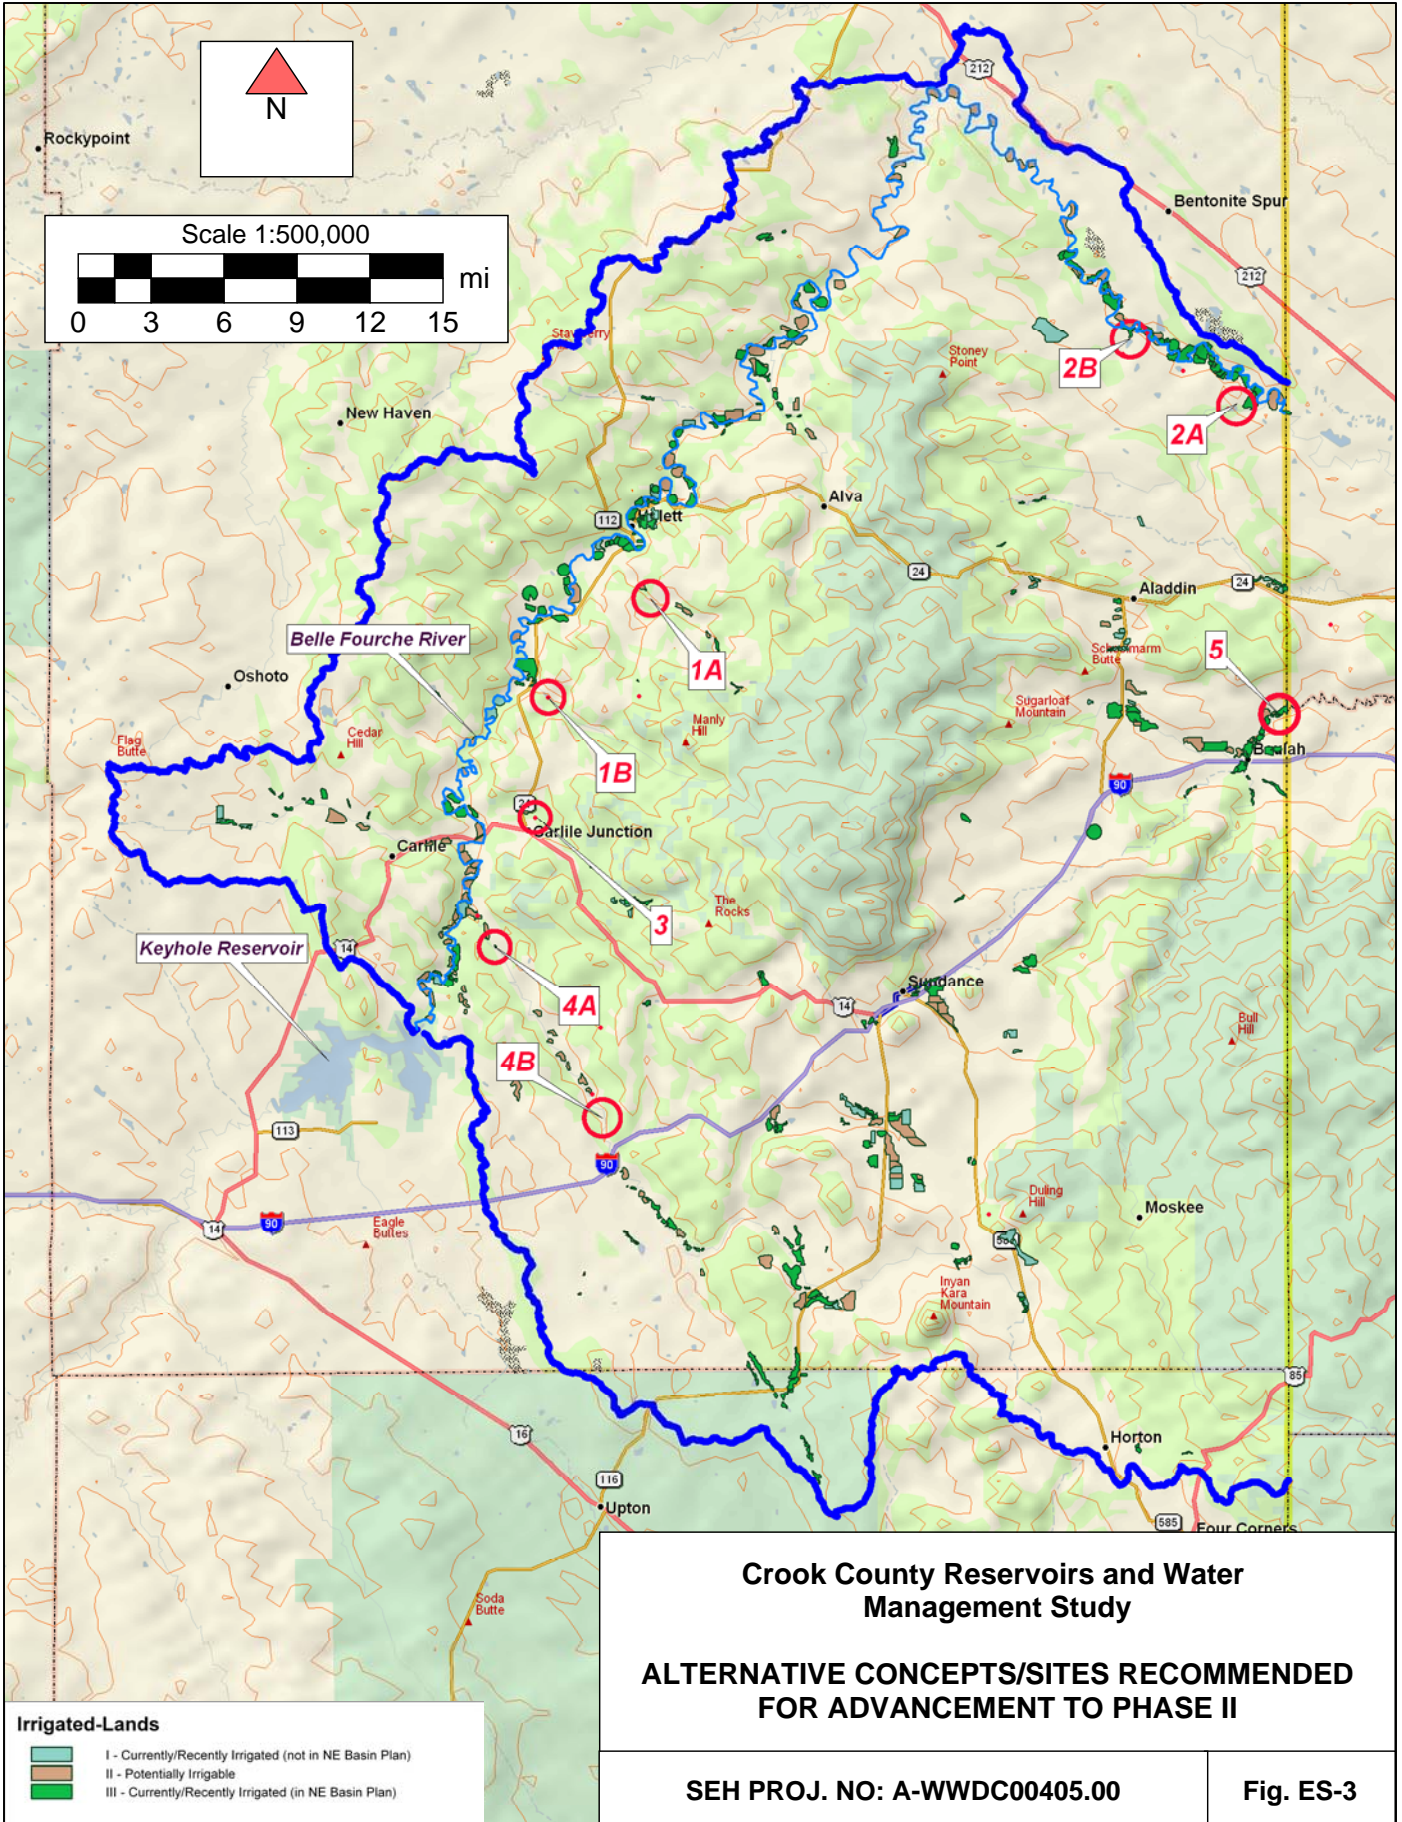 212
N
Rockypoint
Bentonite Spur
Scale 1:500,000
mi
0 3 6 9 12 15
212
Stoney
Point
2B
New Haven
2A
Alva
112
24
Aladdin
24
Belle Fourche River
1A
5
Schoolmarm
Butte
Oshoto
Sugarloaf
Mountain
Manly
Hill
Cedar
Hill
Flag
Butte
1B
Beulah
90
24
Carlile Junction
Carlile
The
Rocks
3
14
Keyhole Reservoir
Sundance
4A
14
Bull
Hill
4B
113
90
Duling
Hill
Moskee
14
90
Eagle
Buttes
585
Inyan
Kara
Mountain
85
16
Horton
116
Upton
585
Four Corners
Soda
Butte
Crook County Reservoirs and Water
Management Study
ALTERNATIVE CONCEPTS/SITES RECOMMENDED
FOR ADVANCEMENT TO PHASE II
Irrigated-Lands
I - Currently/Recently Irrigated (not in NE Basin Plan)
II - Potentially Irrigable
III - Currently/Recently Irrigated (in NE Basin Plan)
SEH PROJ. NO: A-WWDC00405.00
Fig. ES-3